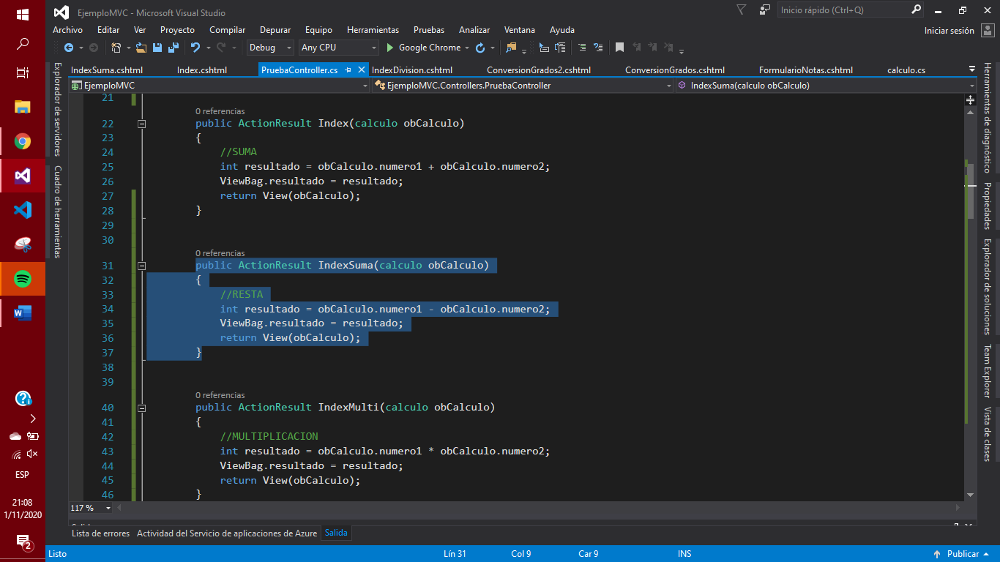 EjemploMVC - Microsoft Visual Studio
Inicio rápido (Ctrl+Q)
Archivo Editar Ver Proyecto Compilar Depurar Equipo Herramientas Pruebas Analizar Ventana Ayuda
Iniciar sesión
Debug Any CPU Google Chrome
IndexSuma.cshtml Index.cshtml PruebaController.cs IndexDivision.cshtml ConversionGrados2.cshtml ConversionGrados.cshtml FormularioNotas.cshtml calculo.cs
EjemploMVC EjemploMVC.Controllers.PruebaController IndexSuma(calculo obCalculo)
Explorador de servidores
Cuadro de herramientas
21
0 referencias
22 public ActionResult Index(calculo obCalculo)
23 {
24 //SUMA
25 int resultado = obCalculo.numero1 + obCalculo.numero2;
26 ViewBag.resultado = resultado;
27 return View(obCalculo);
28 }
29
30
0 referencias
31 public ActionResult IndexSuma(calculo obCalculo)
32 {
33 //RESTA
34 int resultado = obCalculo.numero1 - obCalculo.numero2;
35 ViewBag.resultado = resultado;
36 return View(obCalculo);
37 }
38
39
0 referencias
40 public ActionResult IndexMulti(calculo obCalculo)
41 {
42 //MULTIPLICACION
43 int resultado = obCalculo.numero1 * obCalculo.numero2;
44 ViewBag.resultado = resultado;
45 return View(obCalculo);
46 }
Herramientas de diagnóstico
Propiedades
Explorador de soluciones
Team Explorer
Vista de clases
117 %
Salida
Lista de errores Actividad del Servicio de aplicaciones de Azure Salida
Listo Lín 31 Col 9 Car 9 INS Publicar
ESP
21:08
1/11/2020
2